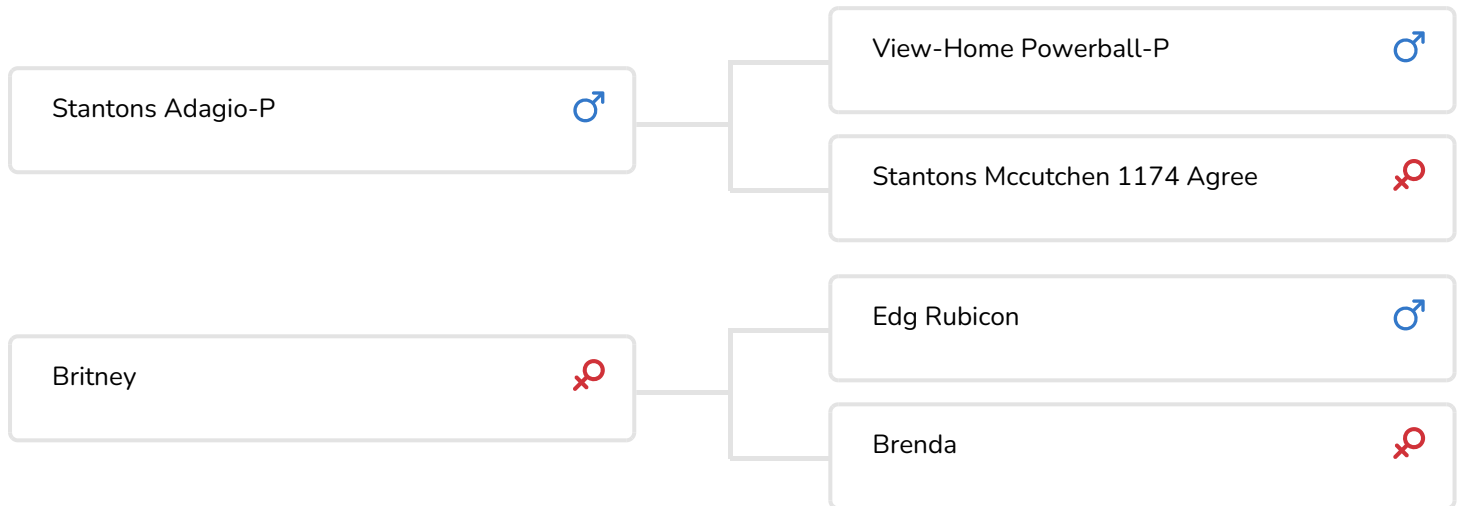 View-Home Powerball-P
Stantons Adagio-P
Stantons Mccutchen 1174 Agree
Edg Rubicon
Britney
Brenda